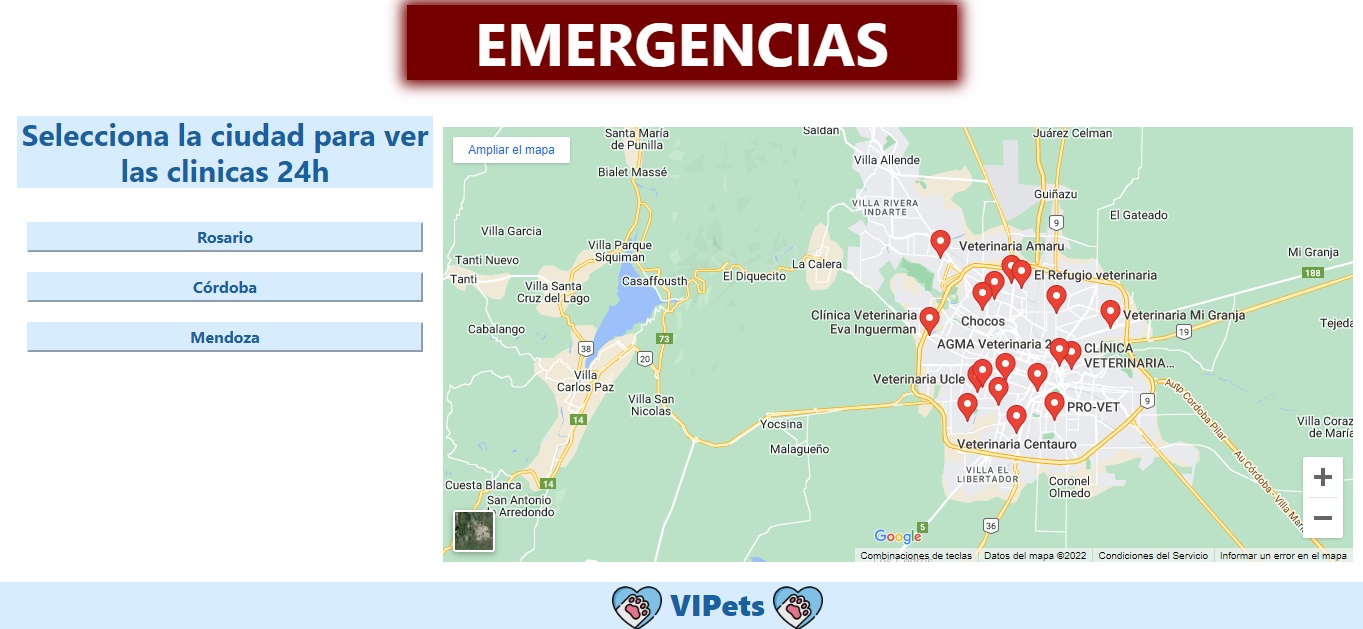 EMERGENCIAS
Selecciona la ciudad para ver
las clinicas 24h
Rosario
Córdoba
Mendoza
Ampliar el mapa
Santa María
de Punilla
Saldan
Juárez Celman
Villa Allende
Bialet Massé
Guiñazu
VILLA RIVERA
INDARTE
El Gateado
9
Villa Garcia
Villa Parque
Síquiman
Veterinaria Amaru
Mi Granja
Tanti Nuevo
La Calera
188
Tanti
Casaffousth
El Diquecito
El Refugio veterinaria
Villa Santa
Cruz del Lago
Clínica Veterinaria
Eva Inguerman
Chocos
Veterinaria Mi Granja
Tejeda
Cabalango
19
73
AGMA Veterinaria 2
CLÍNICA
VETERINARIA...
38
20
Villa
Carlos Paz
Veterinaria Ucle
Autp Cordoba Pilar
Villa San
Nicolas
9
PRO-VET
14
Yocsina
Villa Coraz
de María
Malagueño
Veterinaria Centauro
Au Córdoba - Villa Mar
VILLA EL
LIBERTADOR
Coronel
Olmedo
Cuesta Blanca
14
San Antonio
de Arredondo
5
36
Google
Combinaciones de teclas
Datos del mapa ©2022
Condiciones del Servicio
Informar un error en el mapa
VIPets